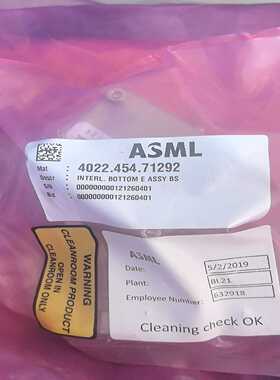 ASML
Mat 4022.454.71292
Descr INTERL. BOTTOM E ASSY BS
S/N 000000000121260401
Bd 000000000121260401
WARNING
CLEANROOM PRODUCT
OPEN IN
CLEANROOM ONLY
ASML
Date: 5/2/2019
Plant: BL21
Employee Number: p32918
Cleaning check OK